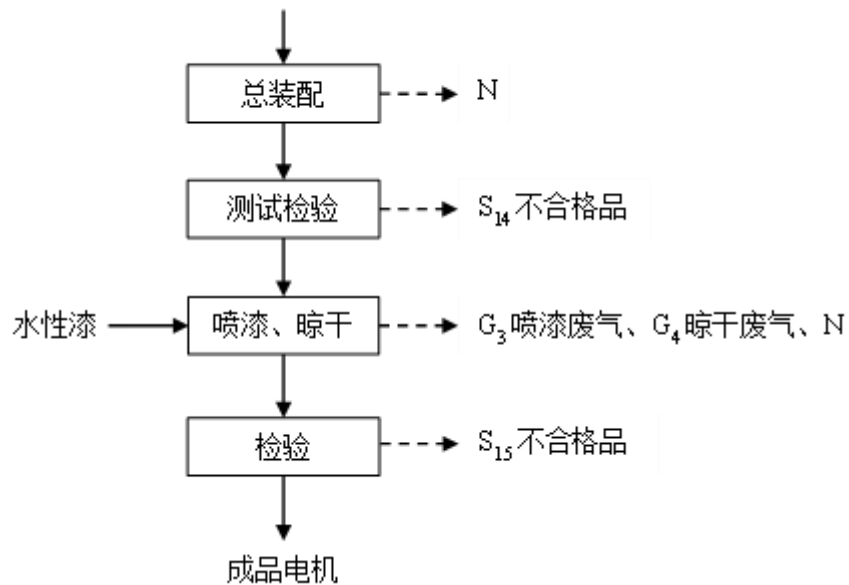 总装配 N
测试检验 S14不合格品
水性漆 喷漆、晾干 G3喷漆废气、G4晾干废气、N
检验 S15不合格品
成品电机